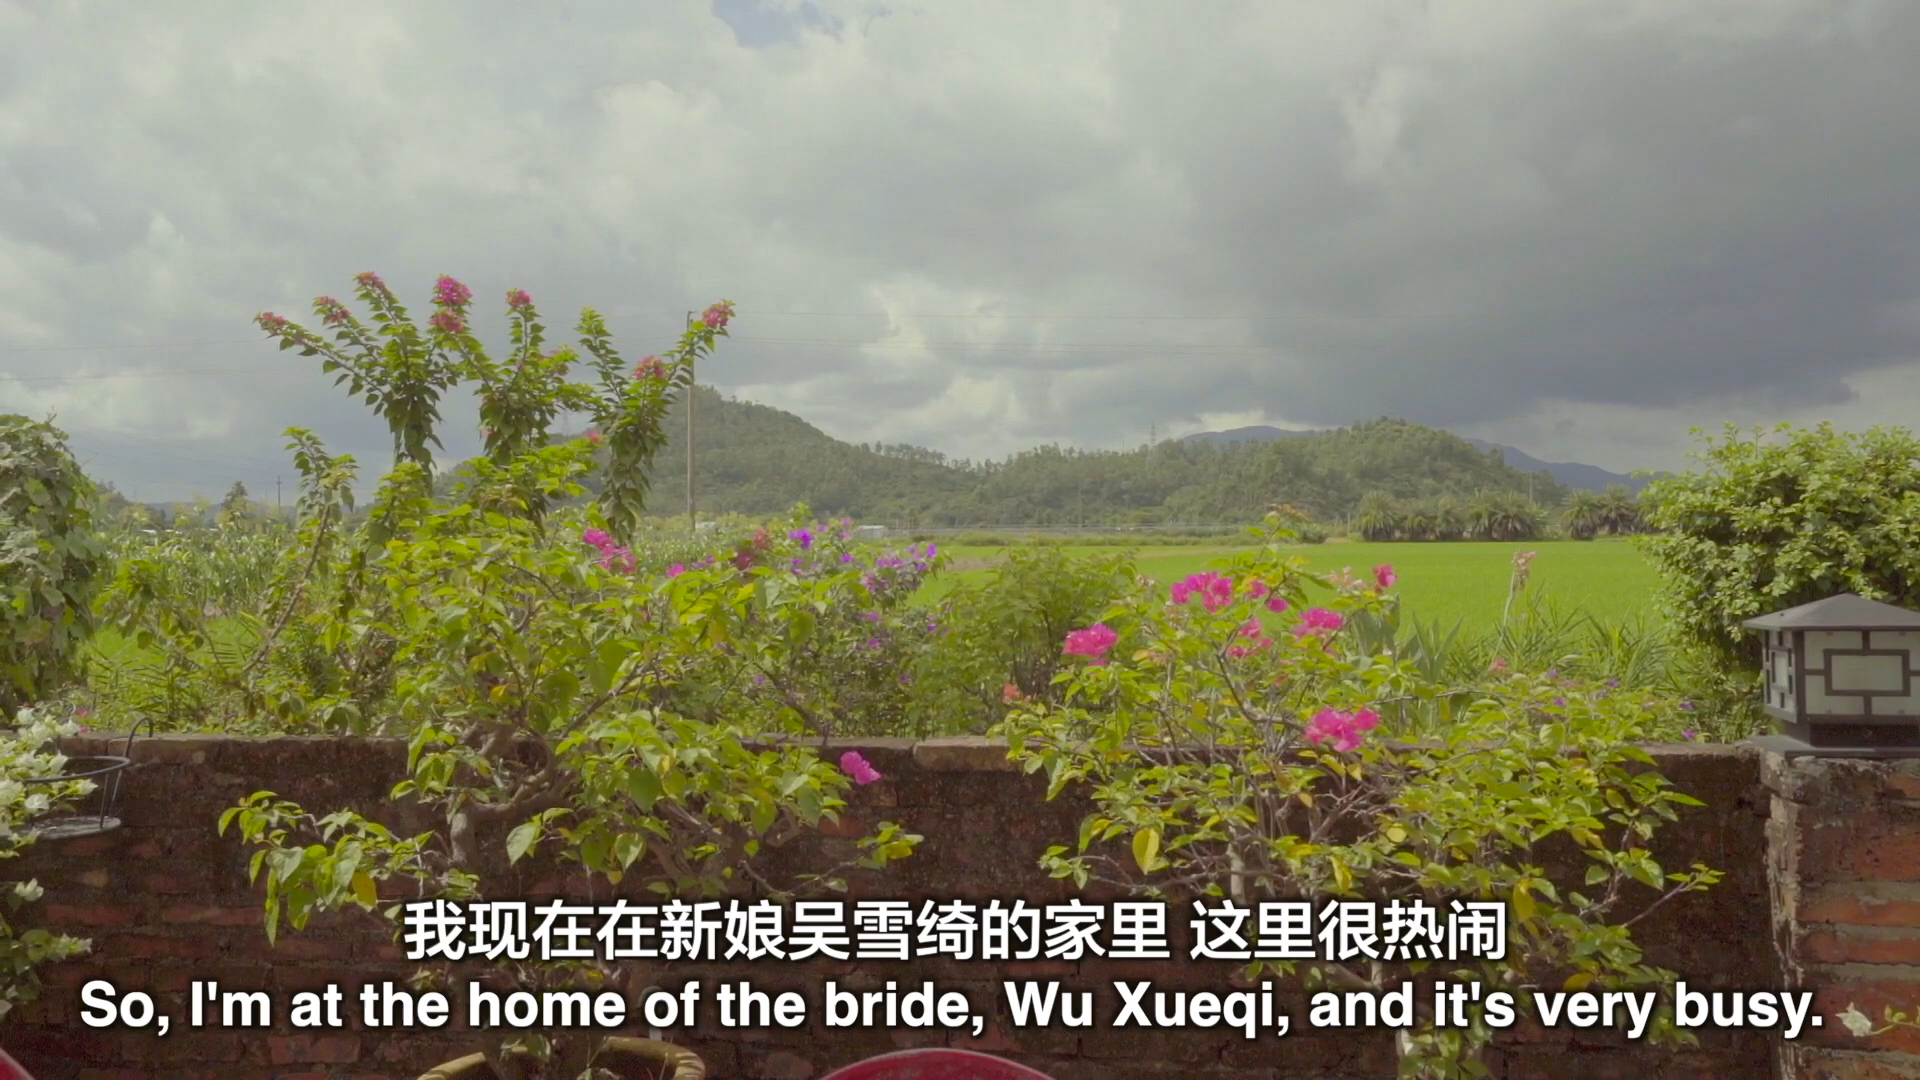 我现在在新娘吴雪绮的家里 这里很热闹
So, I'm at the home of the bride, Wu Xueqi, and it's very busy.